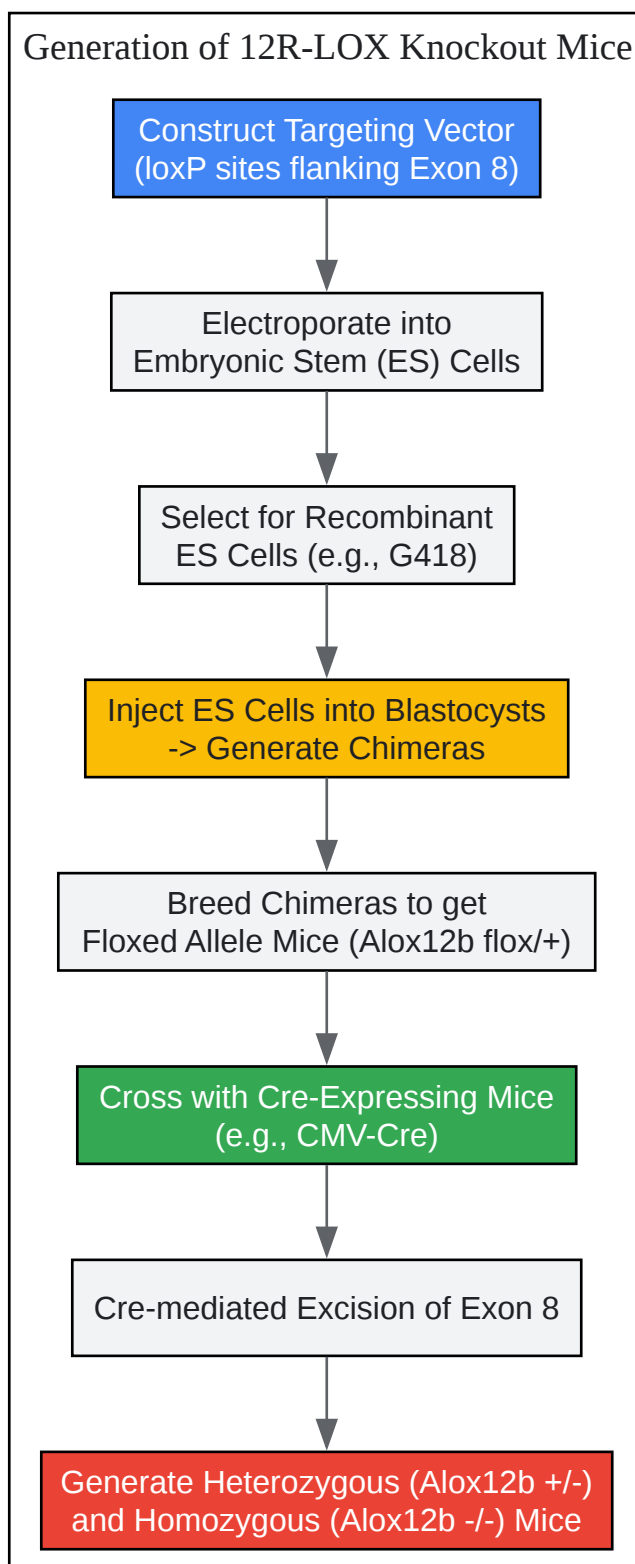 Generation of 12R-LOX Knockout Mice
Construct Targeting Vector
(loxP sites flanking Exon 8)
Electroporate into
Embryonic Stem (ES) Cells
Select for Recombinant
ES Cells (e.g., G418)
Inject ES Cells into Blastocysts
-> Generate Chimeras
Breed Chimeras to get
Floxed Allele Mice (Alox12b flox/+)
Cross with Cre-Expressing Mice
(e.g., CMV-Cre)
Cre-mediated Excision of Exon 8
Generate Heterozygous (Alox12b +/-)
and Homozygous (Alox12b -/-) Mice